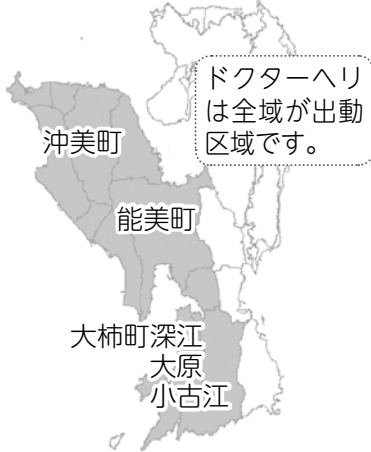 ドクターヘリ
は全域が出動
区域です。
沖美町
能美町
大柿町深江
大原
小古江